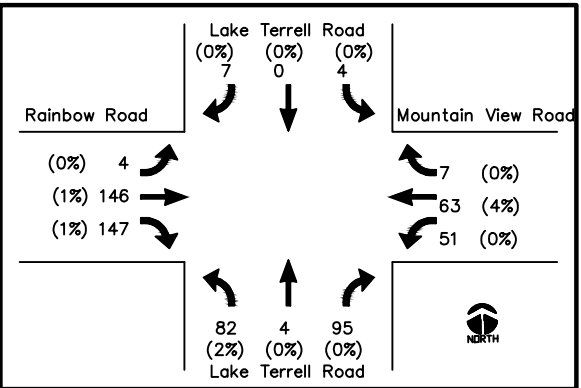 Lake Terrell Road
(0%) (0%) (0%)
7 0 4
Rainbow Road
Mountain View Road
(0%) 4
(1%) 146
(1%) 147
7 (0%)
63 (4%)
51 (0%)
82 4 95
(2%) (0%) (0%)
Lake Terrell Road
NORTH